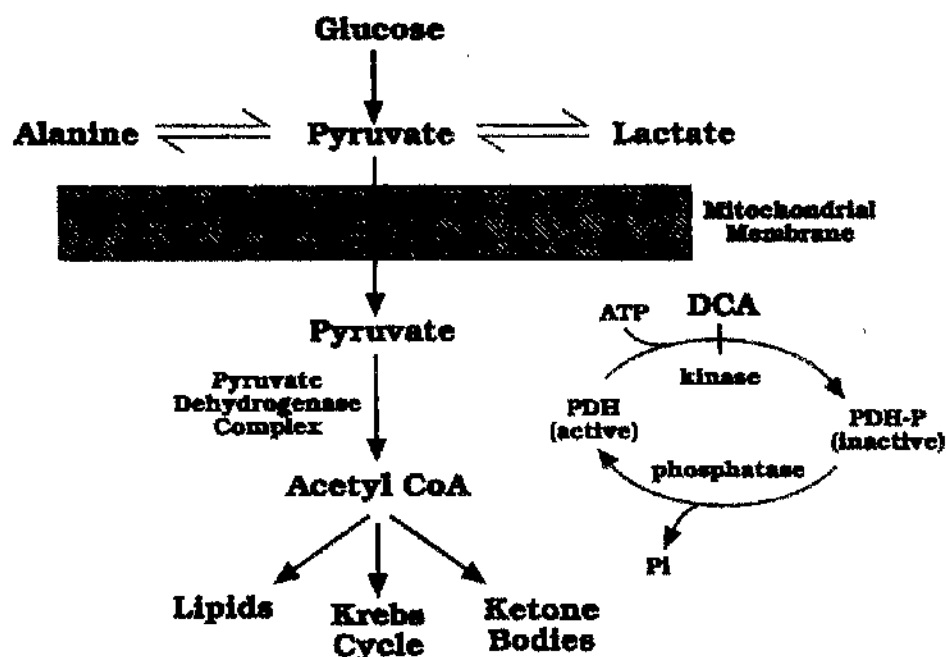 Glucose
Alanine
Pyruvate
Lactate
Mitochondrial
Membrane
Pyruvate
ATP
DCA
kinase
Pyruvate
Dehydrogenase
Complex
PDH
(active)
PDH-P
(inactive)
phosphatase
Acetyl CoA
Pi
Lipids
Krebs
Cycle
Ketone
Bodies